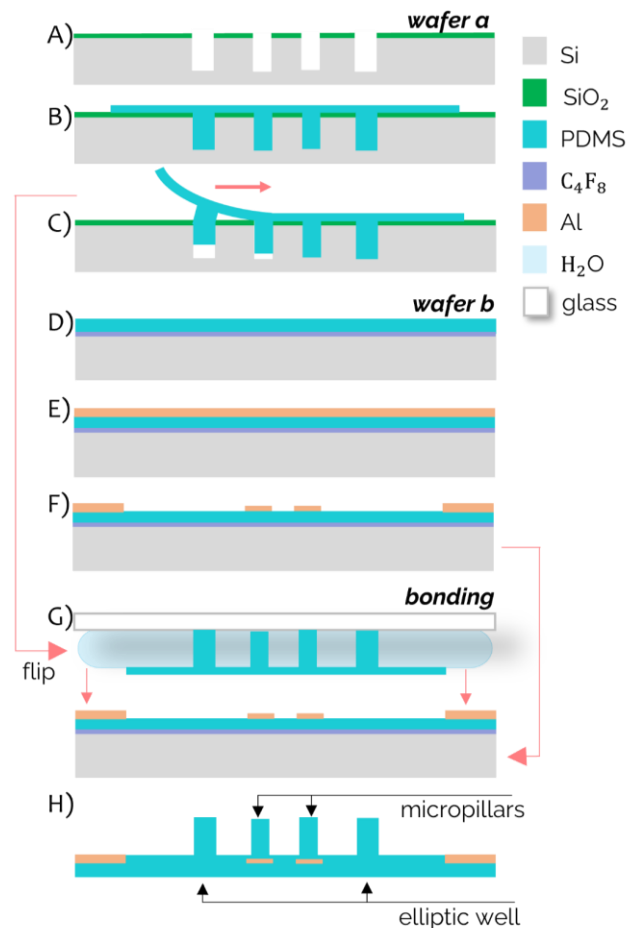 wafer a
A)
Si
SiO₂
B)
PDMS
C₄F₈
C)
Al
H₂O
wafer b
glass
D)
E)
F)
bonding
G)
flip
H)
micropillars
elliptic well